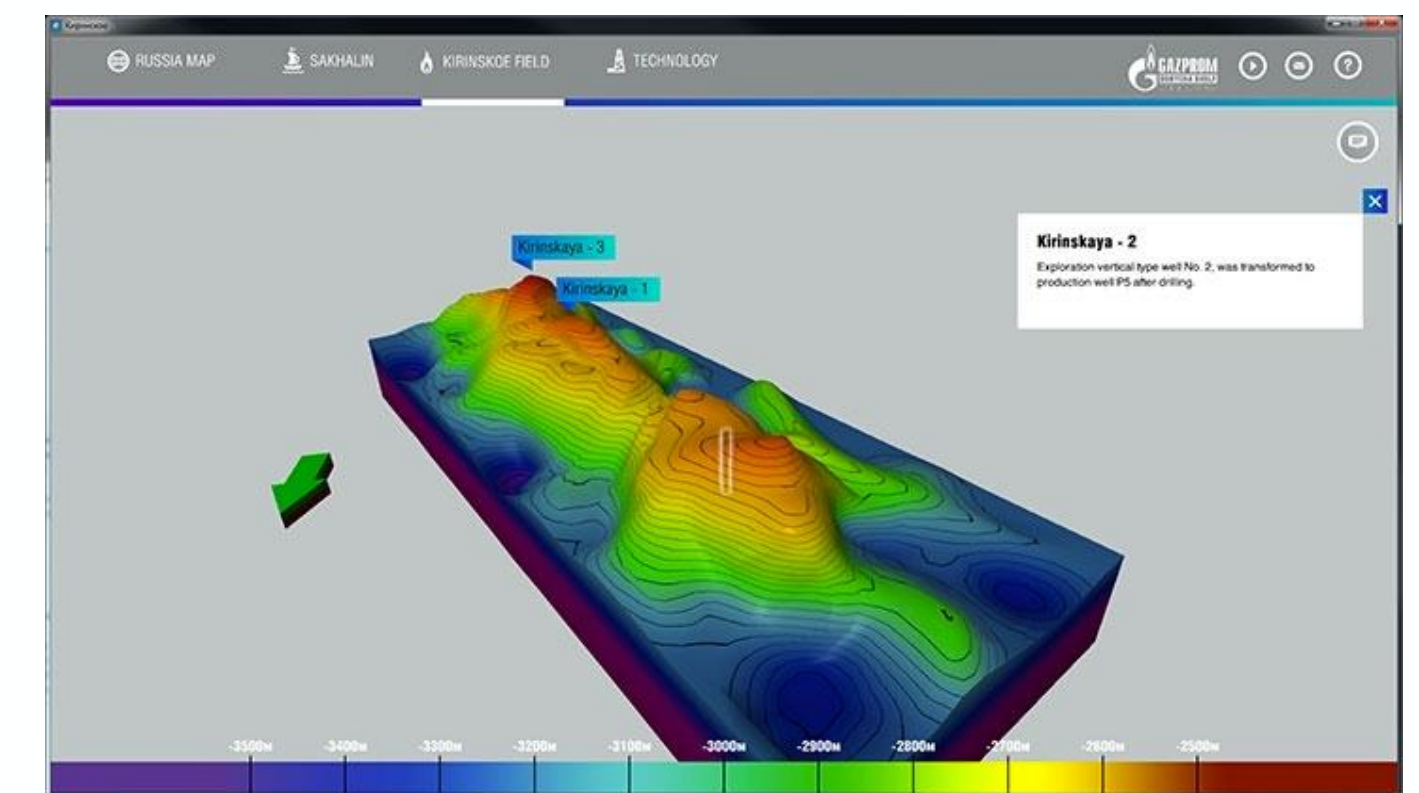 Киринское
RUSSIA MAP
SAKHALIN
KIRINSKOE FIELD
TECHNOLOGY
GAZPROM
Kirinskaya - 3
Kirinskaya - 1
Kirinskaya - 2
Exploration vertical type well No. 2, was transformed to
production well P5 after drilling.
-3500м -3400м -3300м -3200м -3100м -3000м -2900м -2800м -2700м -2600м -2500м